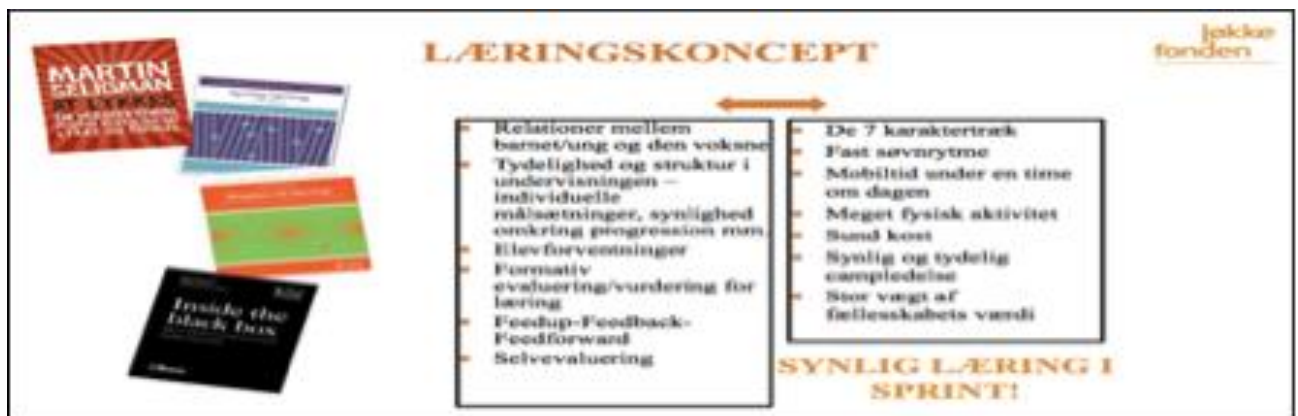 LÆRINGSKONCEPT
løkke
fonden
MARTIN
SELIGMAN
AT LYKKES
Inside the
black box
- Relationer mellem
barnet/ung og den voksne
- Tydelighed og struktur i
undervisningen –
individuelle
målsætninger, synlighed
omkring progression mm.
- Elevforventninger
- Formativ
evaluering/vurdering for
læring
- Feedup-Feedback-
Feedforward
- Selvevaluering
- De 7 karaktertræk
- Fast søvnrytme
- Mobiltid under en time
om dagen
- Meget fysisk aktivitet
- Sund kost
- Synlig og tydelig
campledelse
- Stor vægt af
fællesskabets værdi
SYNLIG LÆRING I
SPRINT!